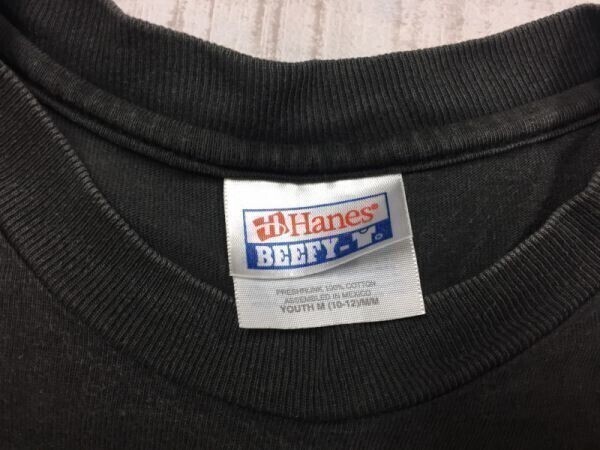 Hanes®
BEEFY-T®
PRESHRUNK 100% COTTON
ASSEMBLED IN MEXICO
YOUTH M (10-12)/M/M